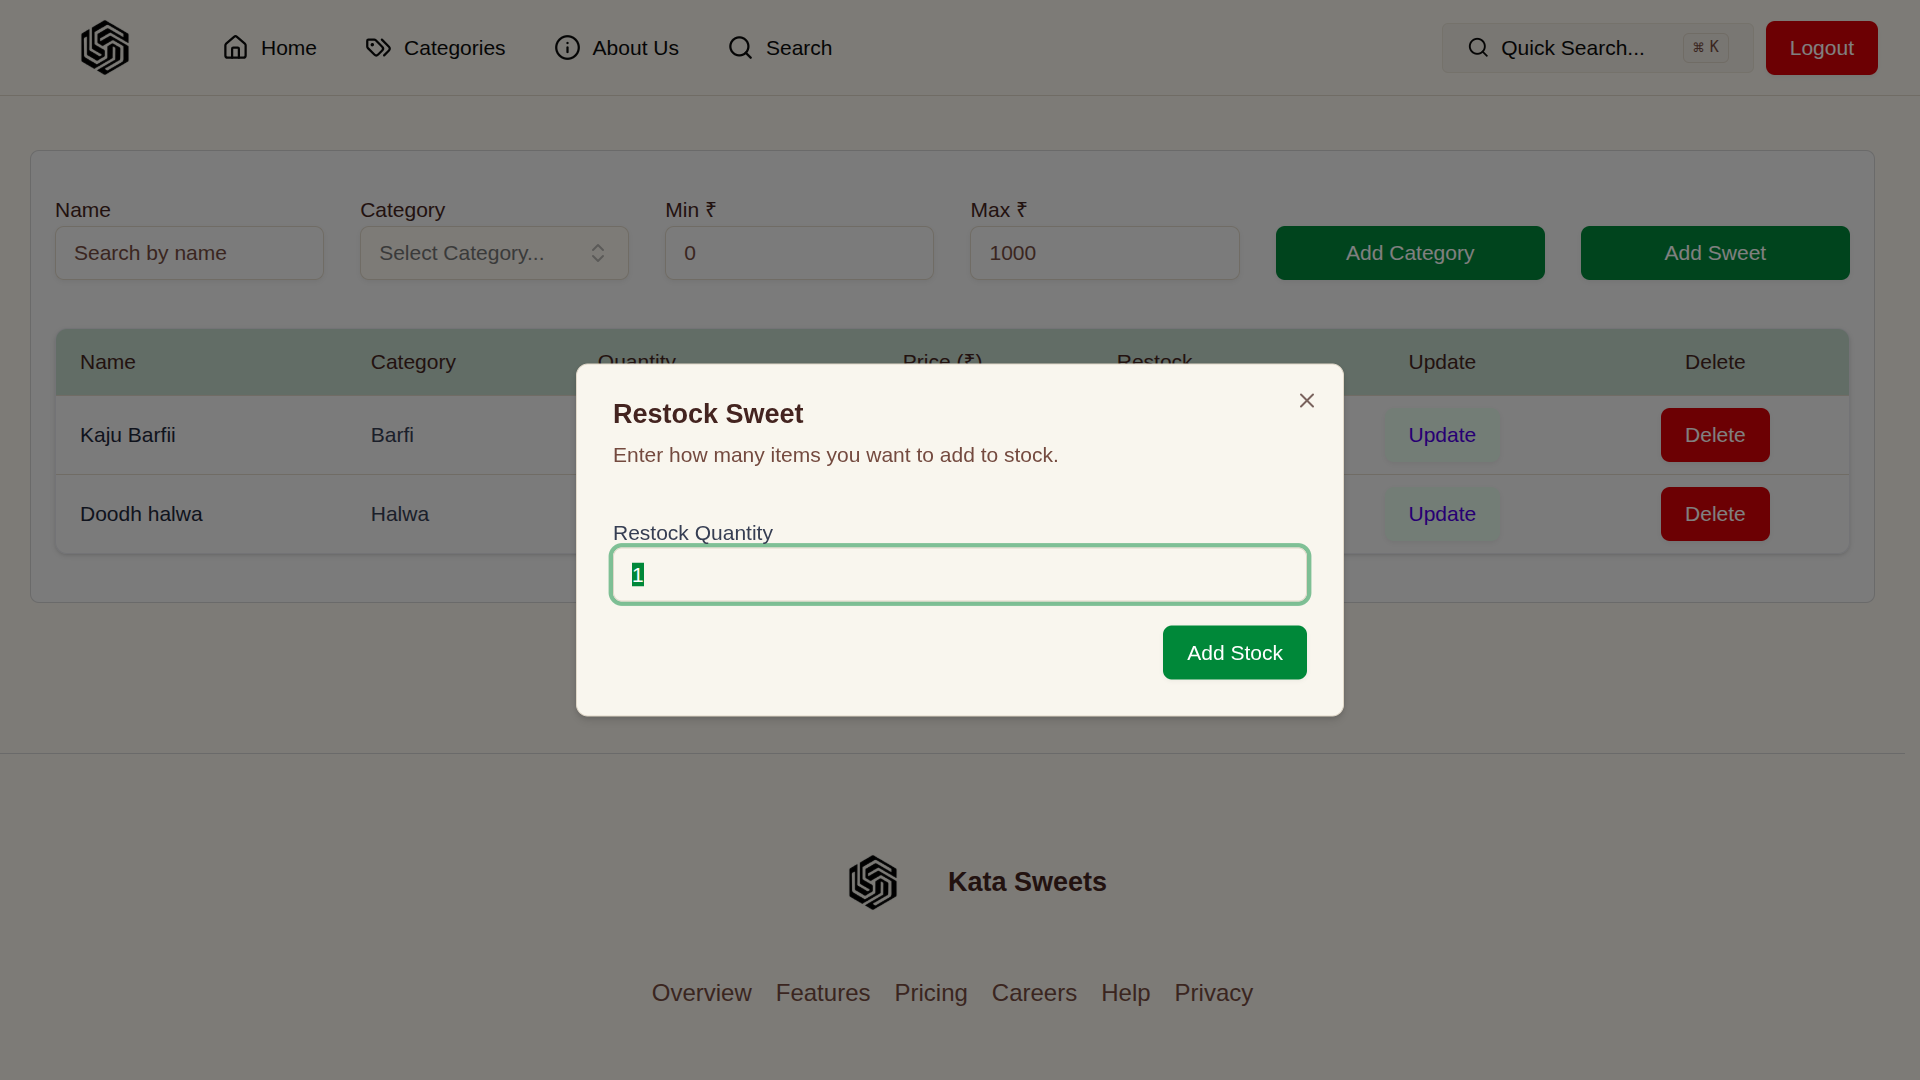 Home Categories About Us Search Quick Search... ⌘ K Logout
Name Category Min ₹ Max ₹
Search by name Select Category... 0 1000 Add Category Add Sweet
Name Category Quantity Price (₹) Restock Update Delete
Restock Sweet
Kaju Barfii Barfi Update Delete
Enter how many items you want to add to stock.
Doodh halwa Halwa Update Delete
Restock Quantity
1
Add Stock
Kata Sweets
Overview Features Pricing Careers Help Privacy